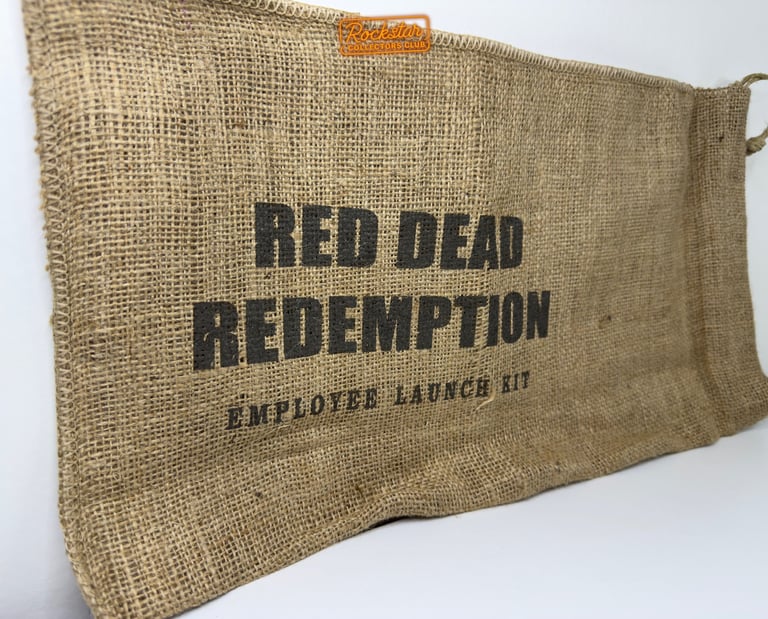 Rockstar
COLLECTORS CLUB
RED DEAD
REDEMPTION
EMPLOYEE LAUNCH KIT